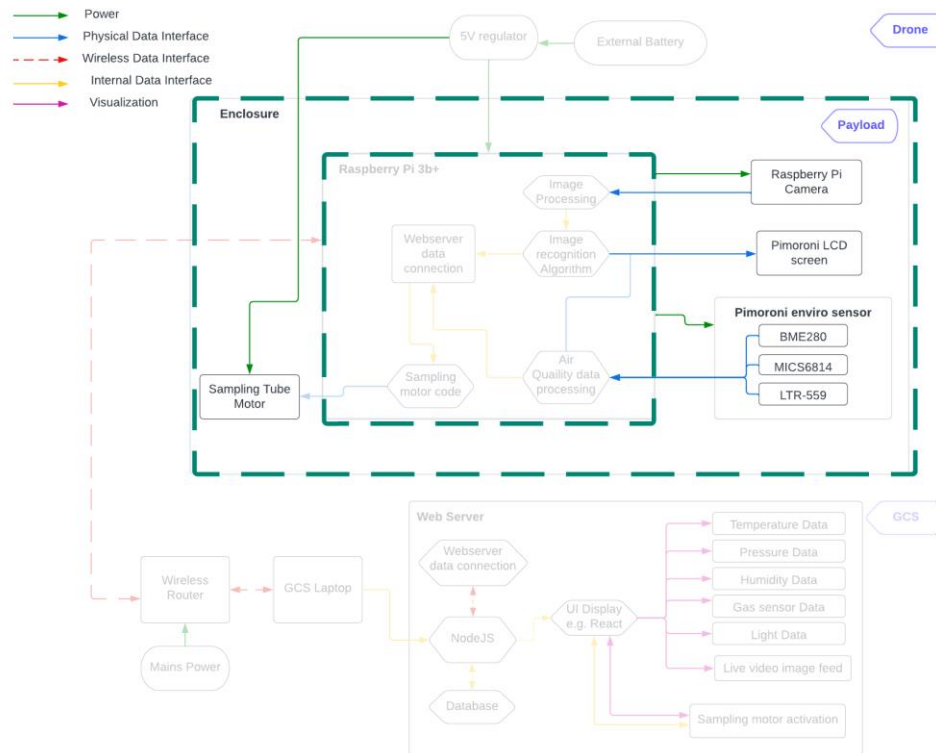 Power
Physical Data Interface
Wireless Data Interface
Internal Data Interface
Visualization
5V regulator
External Battery
Drone
Enclosure
Payload
Raspberry Pi 3b+
Image
Processing
Raspberry Pi
Camera
Webserver
data
connection
Image
recognition
Algorithm
Pimoroni LCD
screen
Pimoroni enviro sensor
BME280
MICS6814
LTR-559
Sampling Tube
Motor
Sampling
motor code
Air
Quaility data
processing
Web Server
GCS
Webserver
data connection
Temperature Data
Pressure Data
Humidity Data
Gas sensor Data
Light Data
Live video image feed
Sampling motor activation
Wireless
Router
GCS Laptop
NodeJS
UI Display
e.g. React
Mains Power
Database